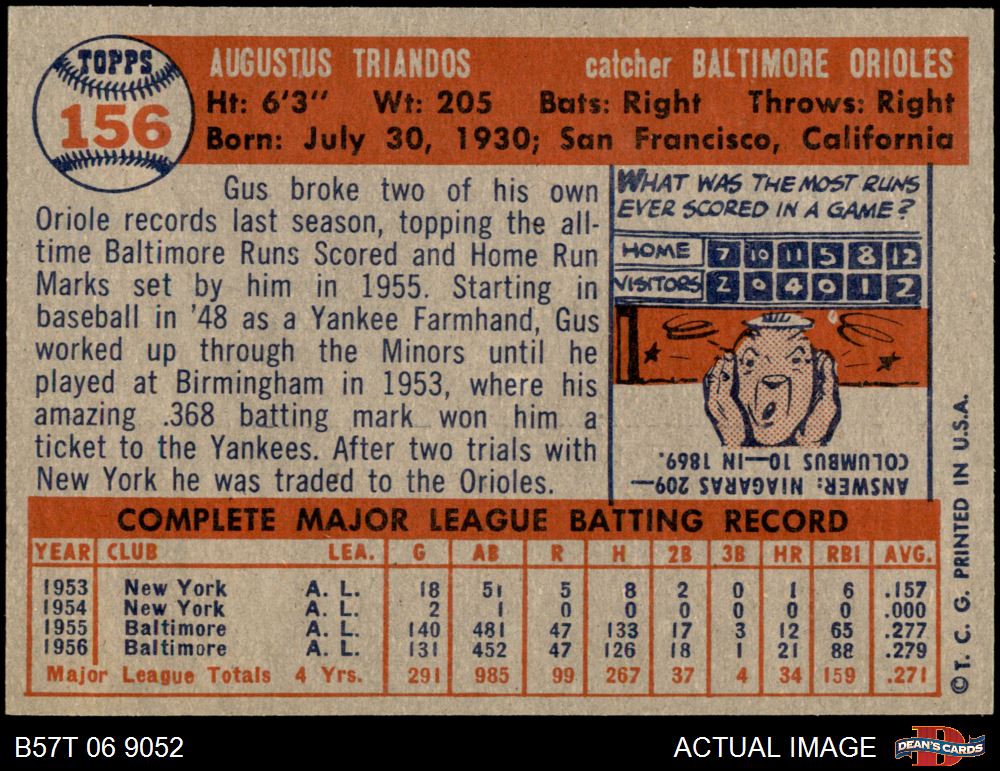 TOPPS
156
AUGUSTUS TRIANDOS catcher BALTIMORE ORIOLES
Ht: 6'3" Wt: 205 Bats: Right Throws: Right
Born: July 30, 1930; San Francisco, California
Gus broke two of his own
Oriole records last season, topping the all-
time Baltimore Runs Scored and Home Run
Marks set by him in 1955. Starting in
baseball in '48 as a Yankee Farmhand, Gus
worked up through the Minors until he
played at Birmingham in 1953, where his
amazing .368 batting mark won him a
ticket to the Yankees. After two trials with
New York he was traded to the Orioles.
WHAT WAS THE MOST RUNS
EVER SCORED IN A GAME?
HOME 7 10 11 5 8 12
VISITORS 2 0 4 0 1 2
ANSWER: NIAGARAS 209—
COLUMBUS 10—IN 1869.
COMPLETE MAJOR LEAGUE BATTING RECORD
YEAR CLUB LEA. G AB R H 2B 3B HR RBI AVG.
1953 New York A. L. 18 51 5 8 2 0 1 6 .157
1954 New York A. L. 2 1 0 0 0 0 0 0 .000
1955 Baltimore A. L. 140 481 47 133 17 3 12 65 .277
1956 Baltimore A. L. 131 452 47 126 18 1 21 88 .279
Major League Totals 4 Yrs. 291 985 99 267 37 4 34 159 .271
©T. C. G. PRINTED IN U.S.A.
B57T 06 9052 ACTUAL IMAGE
DEAN'S CARDS